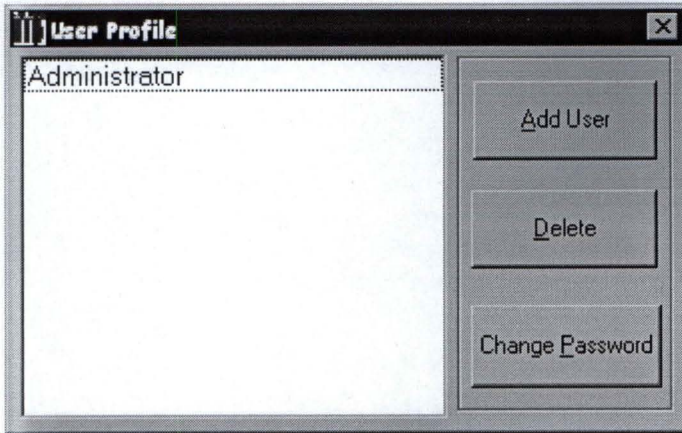 User Profile
Administrator
Add User
Delete
Change Password